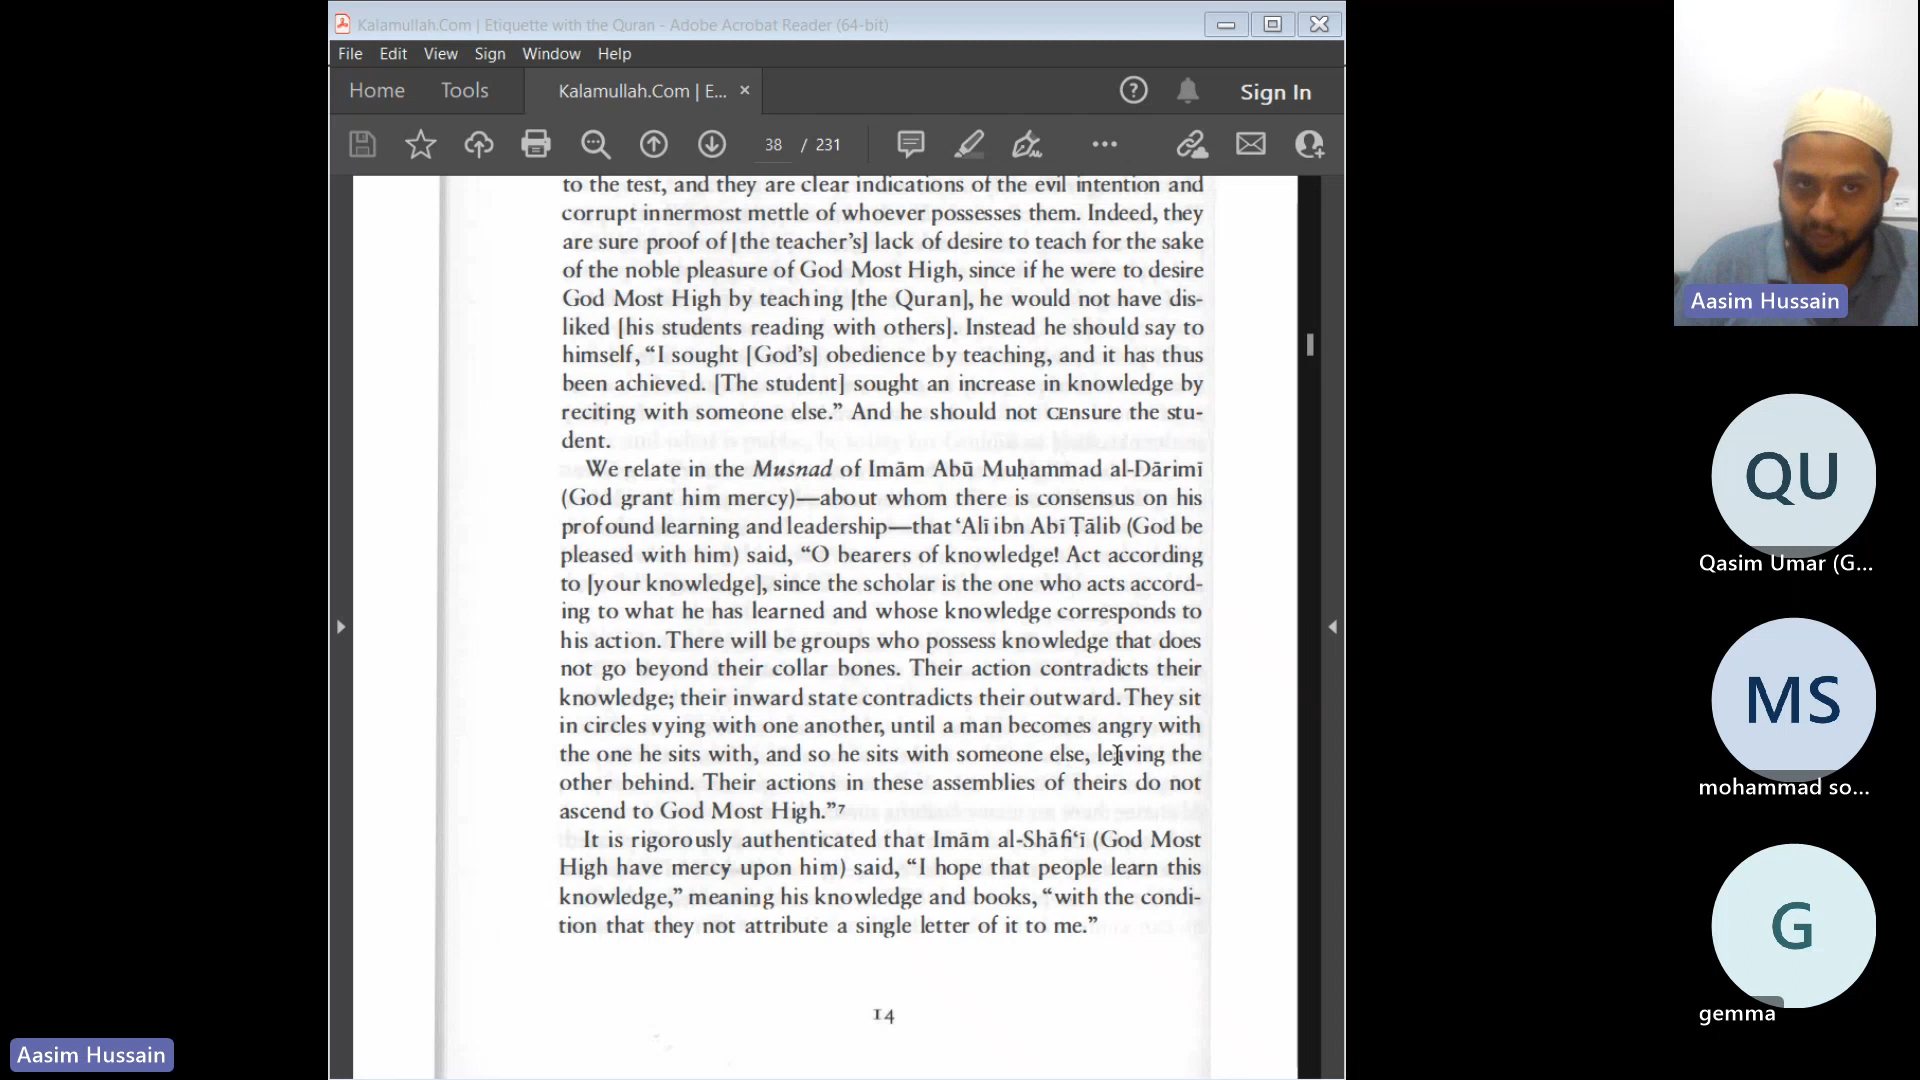 Kalamullah.Com | Etiquette with the Quran - Adobe Acrobat Reader (64-bit)
File Edit View Sign Window Help
Home Tools Kalamullah.Com | E... × Sign In
38 / 231
to the test, and they are clear indications of the evil intention and
corrupt innermost mettle of whoever possesses them. Indeed, they
are sure proof of [the teacher's] lack of desire to teach for the sake
of the noble pleasure of God Most High, since if he were to desire
God Most High by teaching [the Quran], he would not have dis-
liked [his students reading with others]. Instead he should say to
himself, “I sought [God's] obedience by teaching, and it has thus
been achieved. [The student] sought an increase in knowledge by
reciting with someone else.” And he should not CEnsure the stu-
dent.
We relate in the Musnad of Imām Abū Muḥammad al-Dārimī
(God grant him mercy)—about whom there is consensus on his
profound learning and leadership—that ‘Alī ibn Abī Ṭālib (God be
pleased with him) said, “O bearers of knowledge! Act according
to [your knowledge], since the scholar is the one who acts accord-
ing to what he has learned and whose knowledge corresponds to
his action. There will be groups who possess knowledge that does
not go beyond their collar bones. Their action contradicts their
knowledge; their inward state contradicts their outward. They sit
in circles vying with one another, until a man becomes angry with
the one he sits with, and so he sits with someone else, leaving the
other behind. Their actions in these assemblies of theirs do not
ascend to God Most High.”7
It is rigorously authenticated that Imām al-Shāfi‘ī (God Most
High have mercy upon him) said, “I hope that people learn this
knowledge,” meaning his knowledge and books, “with the condi-
tion that they not attribute a single letter of it to me.”
14
Aasim Hussain
QU
Qasim Umar (G...
MS
mohammad so...
G
gemma
Aasim Hussain